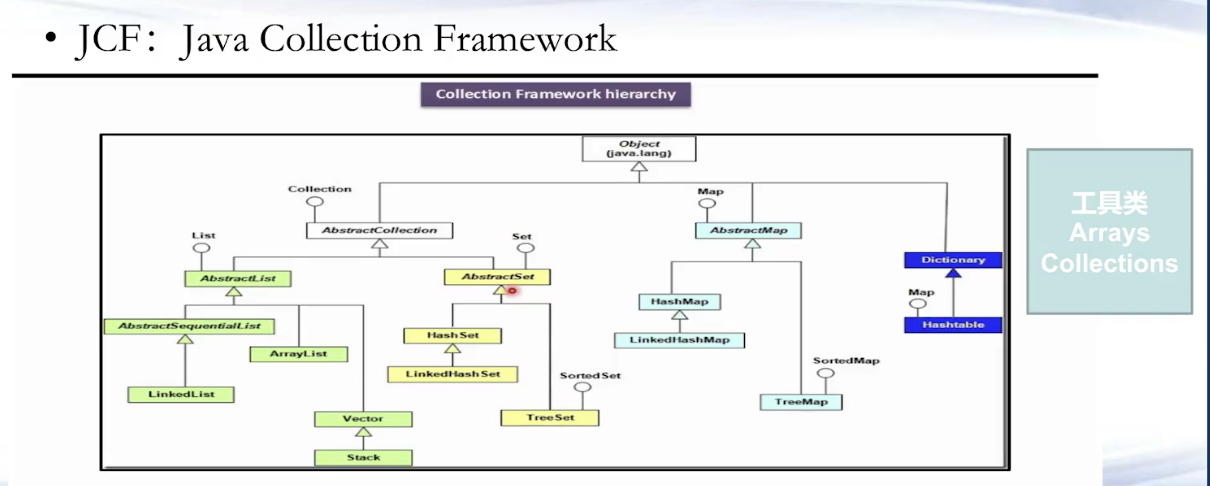 • JCF： Java Collection Framework
Collection Framework hierarchy
Object
(java.lang)
Collection
Map
AbstractCollection
AbstractMap
List
Set
AbstractList
AbstractSet
Dictionary
Map
Hashtable
HashMap
LinkedHashMap
AbstractSequentialList
ArrayList
HashSet
LinkedHashSet
SortedSet
SortedMap
LinkedList
TreeMap
Vector
TreeSet
Stack
工具类
Arrays
Collections